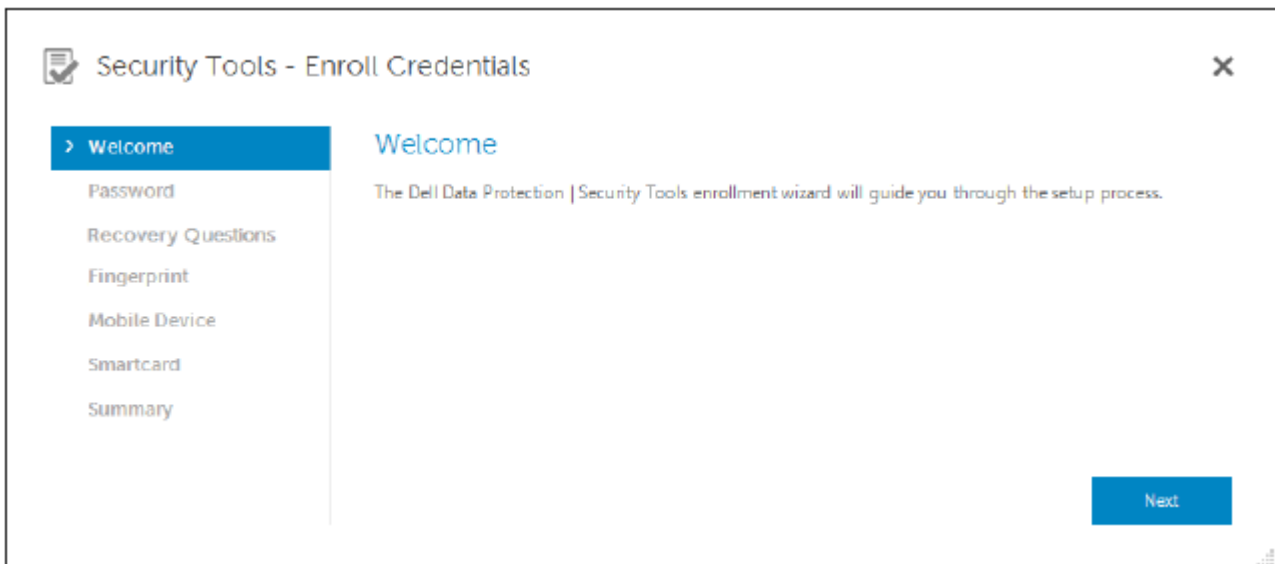 Security Tools - Enroll Credentials
Welcome
Password
Recovery Questions
Fingerprint
Mobile Device
Smartcard
Summary
Welcome
The Dell Data Protection | Security Tools enrollment wizard will guide you through the setup process.
Next